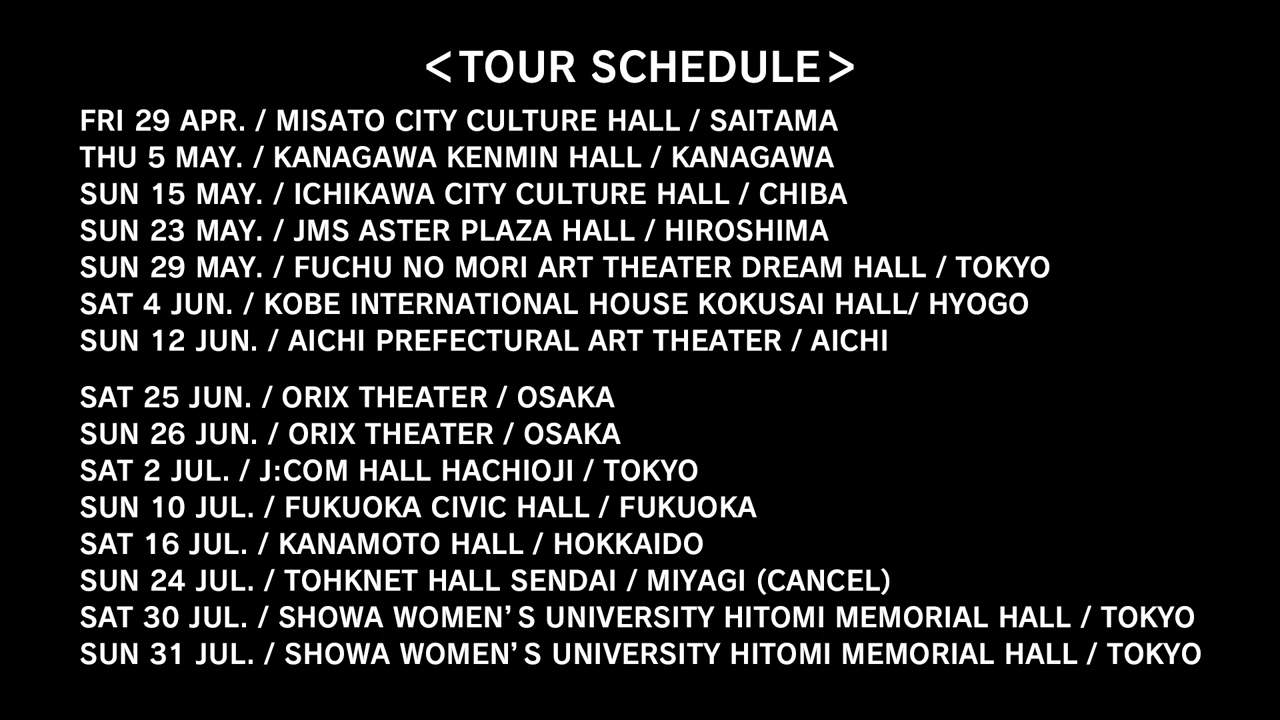 <TOUR SCHEDULE>
FRI 29 APR. / MISATO CITY CULTURE HALL / SAITAMA
THU 5 MAY. / KANAGAWA KENMIN HALL / KANAGAWA
SUN 15 MAY. / ICHIKAWA CITY CULTURE HALL / CHIBA
SUN 23 MAY. / JMS ASTER PLAZA HALL / HIROSHIMA
SUN 29 MAY. / FUCHU NO MORI ART THEATER DREAM HALL / TOKYO
SAT 4 JUN. / KOBE INTERNATIONAL HOUSE KOKUSAI HALL/ HYOGO
SUN 12 JUN. / AICHI PREFECTURAL ART THEATER / AICHI
SAT 25 JUN. / ORIX THEATER / OSAKA
SUN 26 JUN. / ORIX THEATER / OSAKA
SAT 2 JUL. / J:COM HALL HACHIOJI / TOKYO
SUN 10 JUL. / FUKUOKA CIVIC HALL / FUKUOKA
SAT 16 JUL. / KANAMOTO HALL / HOKKAIDO
SUN 24 JUL. / TOHKNET HALL SENDAI / MIYAGI (CANCEL)
SAT 30 JUL. / SHOWA WOMEN’S UNIVERSITY HITOMI MEMORIAL HALL / TOKYO
SUN 31 JUL. / SHOWA WOMEN’S UNIVERSITY HITOMI MEMORIAL HALL / TOKYO